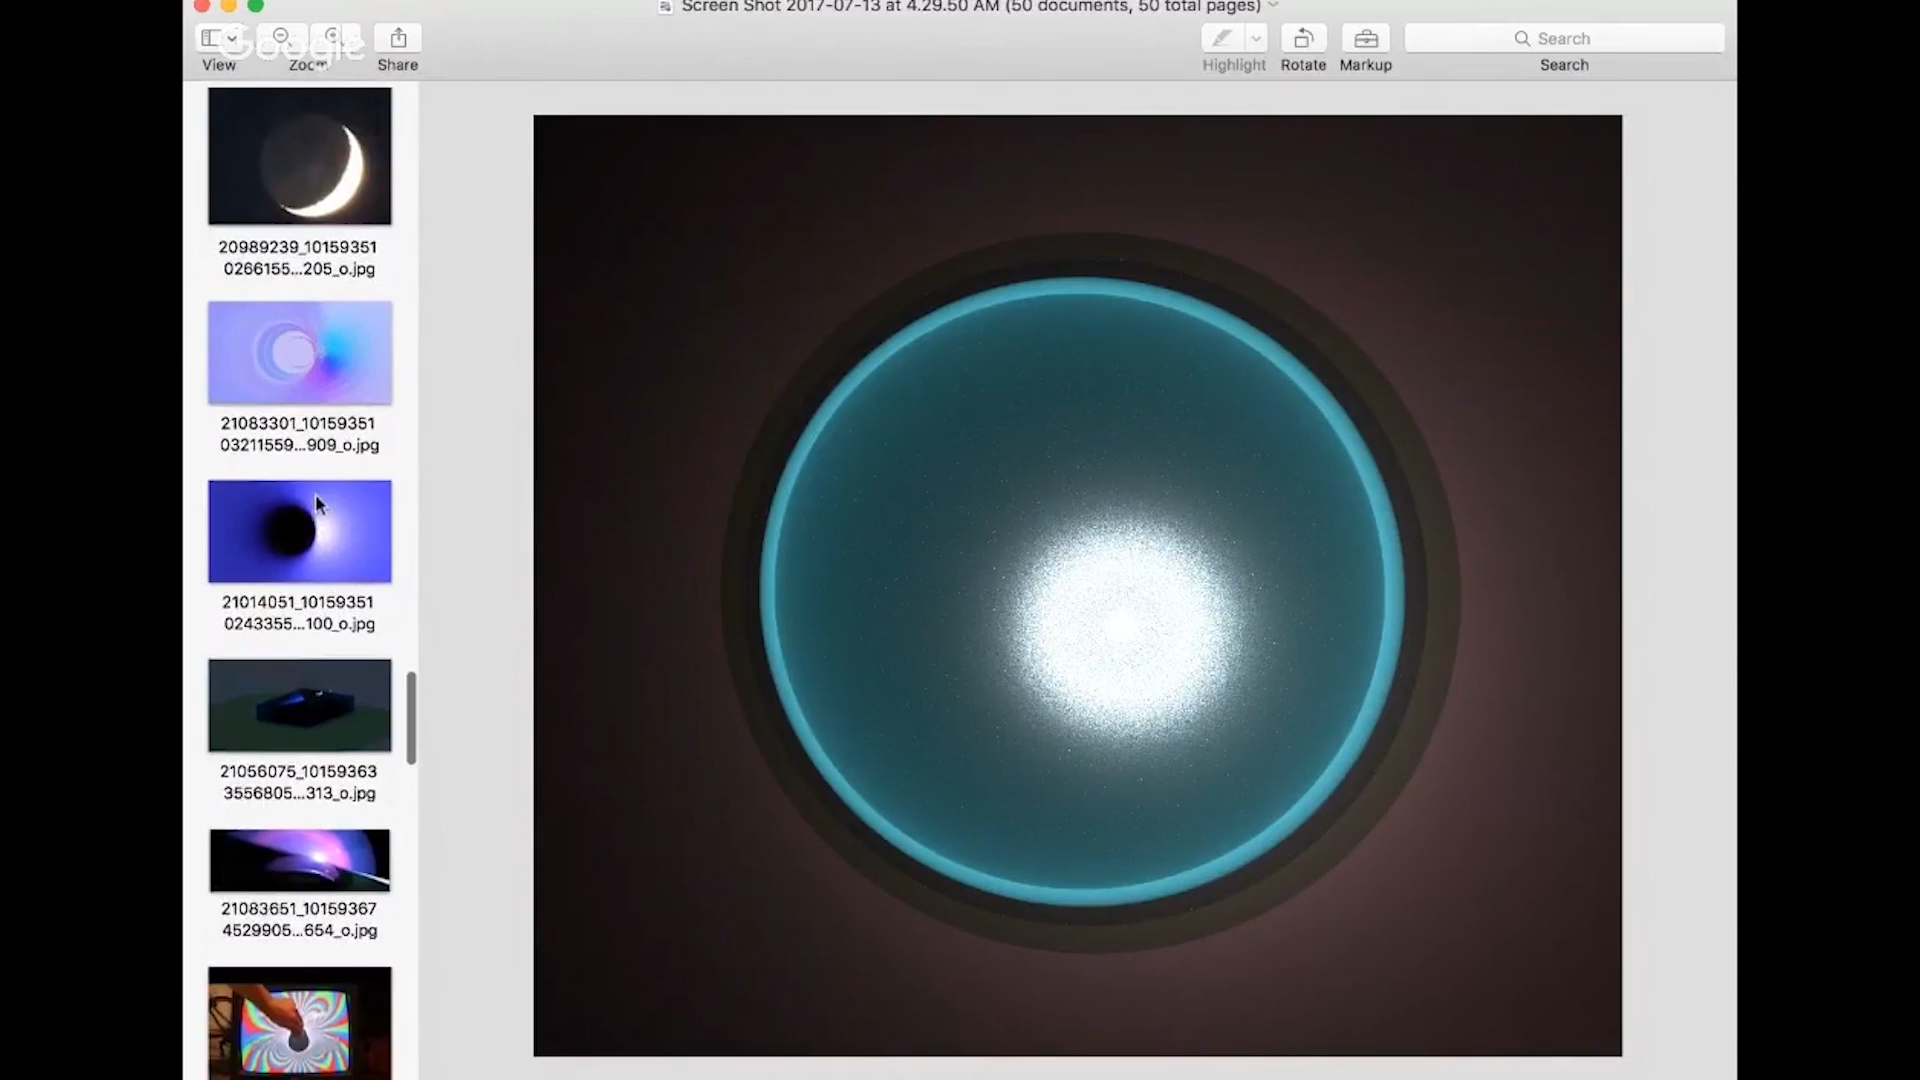 Screen Shot 2017-07-13 at 4.29.50 AM (50 documents, 50 total pages)
Google
View
Zoom
Share
Highlight
Rotate
Markup
Search
Search
20989239_10159351
0266155...205_o.jpg
21083301_10159351
03211559...909_o.jpg
21014051_10159351
0243355...100_o.jpg
21056075_10159363
3556805...313_o.jpg
21083651_10159367
4529905...654_o.jpg